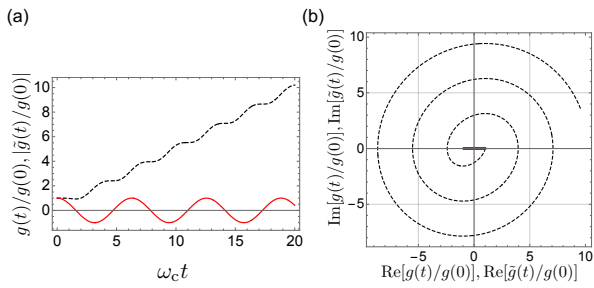 (a)
g(t)/g(0), |g̃(t)/g(0)|
10
8
6
4
2
0
0 5 10 15 20
ω_c t
(b)
Im[g(t)/g(0)], Im[g̃(t)/g(0)]
10
5
0
−5
−5 0 5 10
Re[g(t)/g(0)], Re[g̃(t)/g(0)]